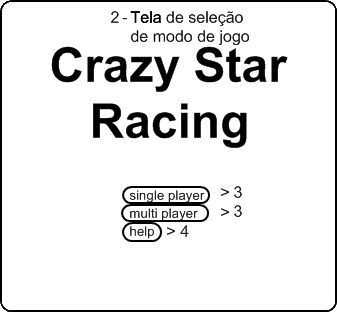 2 - Tela de seleção
de modo de jogo
Crazy Star
Racing
single player > 3
multi player > 3
help > 4